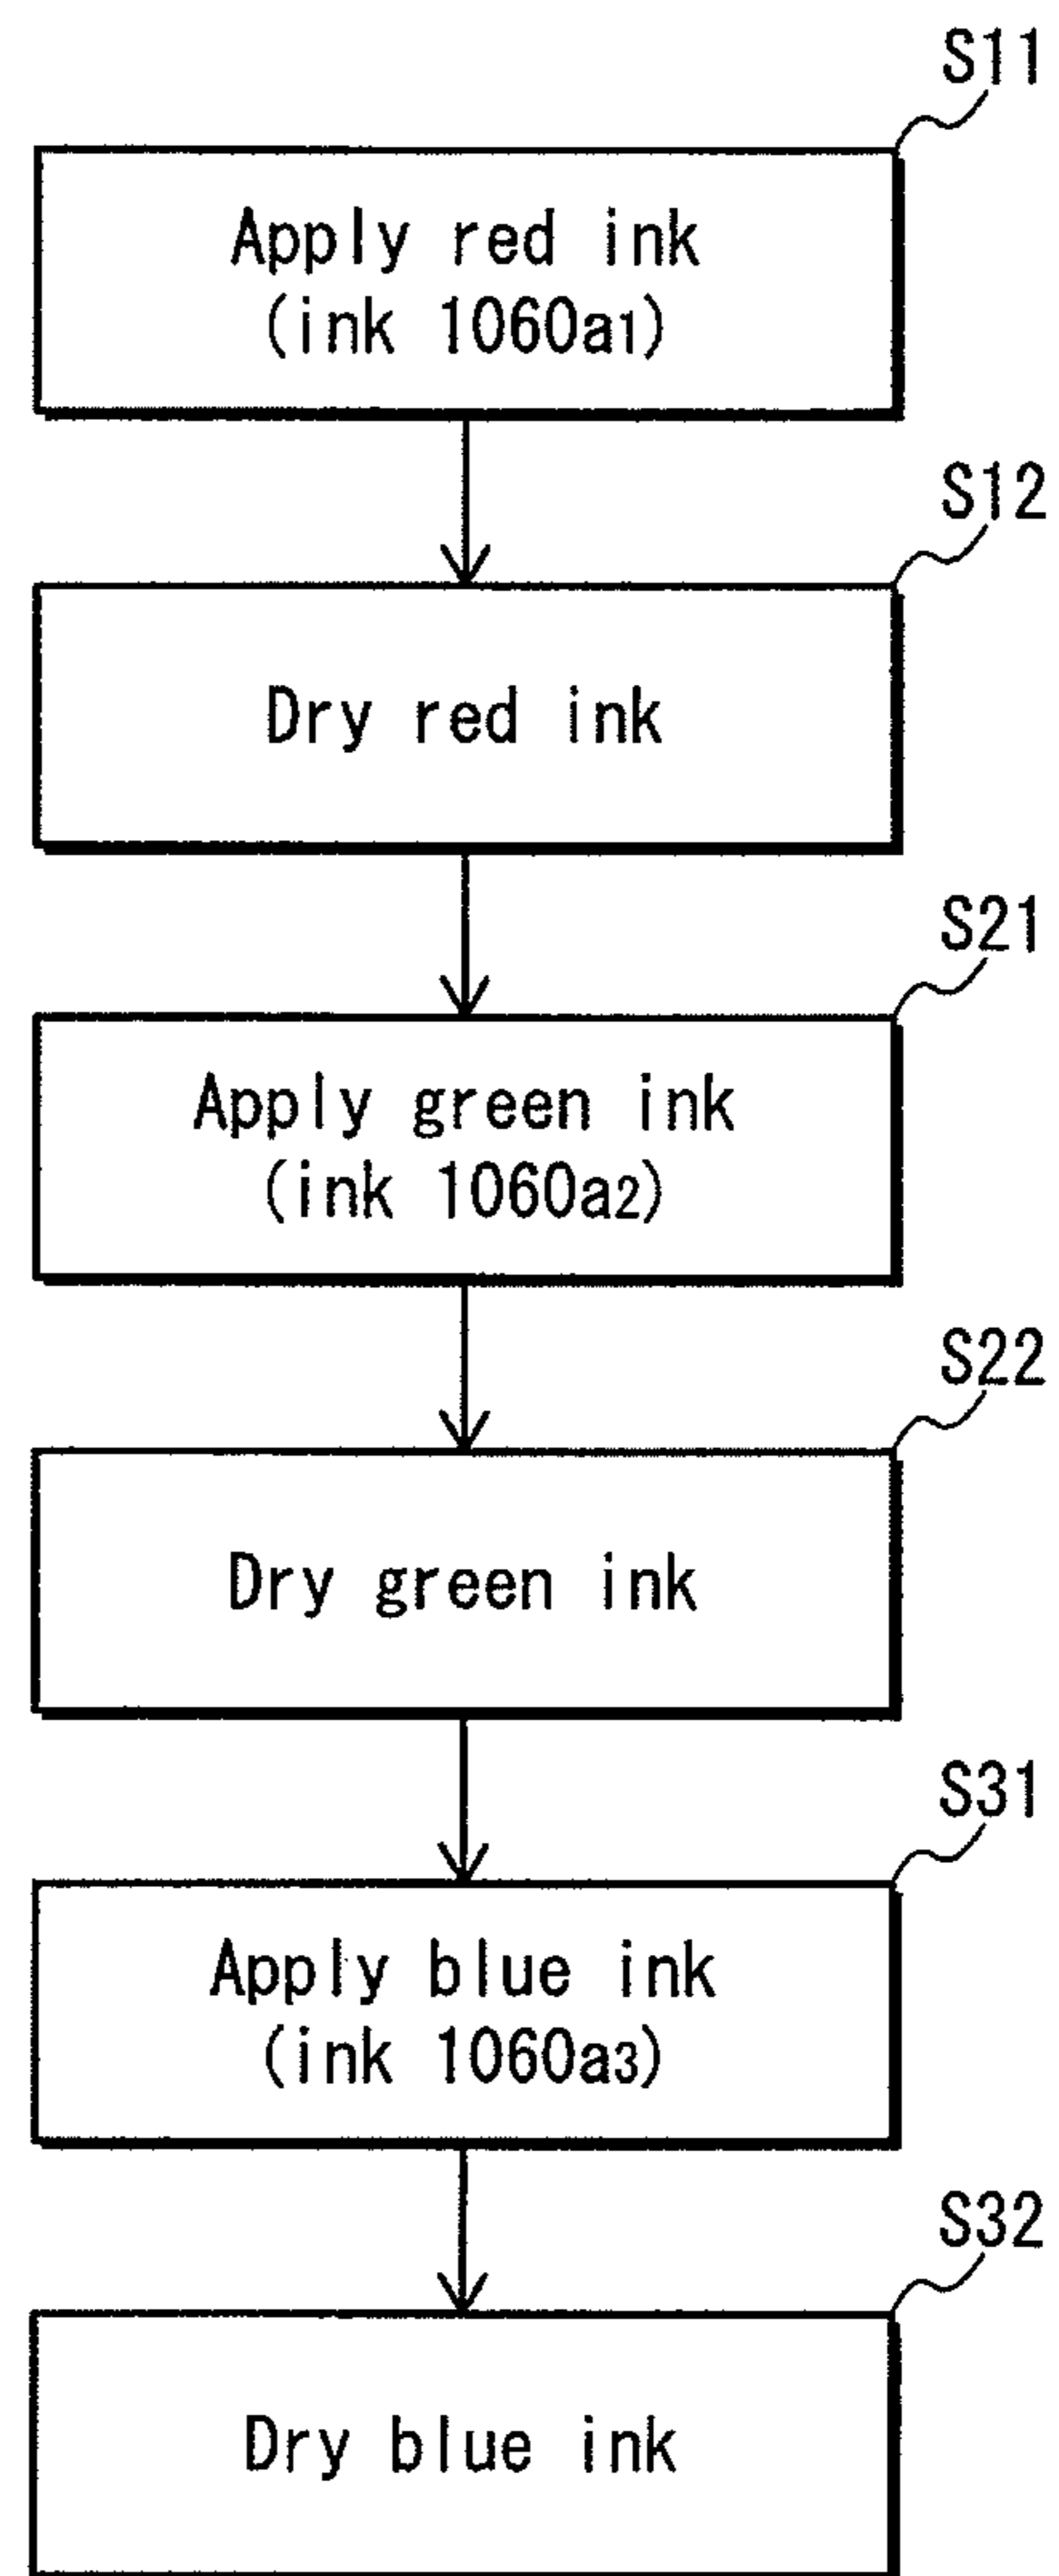 S11
Apply red ink
(ink 1060a1)
S12
Dry red ink
S21
Apply green ink
(ink 1060a2)
S22
Dry green ink
S31
Apply blue ink
(ink 1060a3)
S32
Dry blue ink